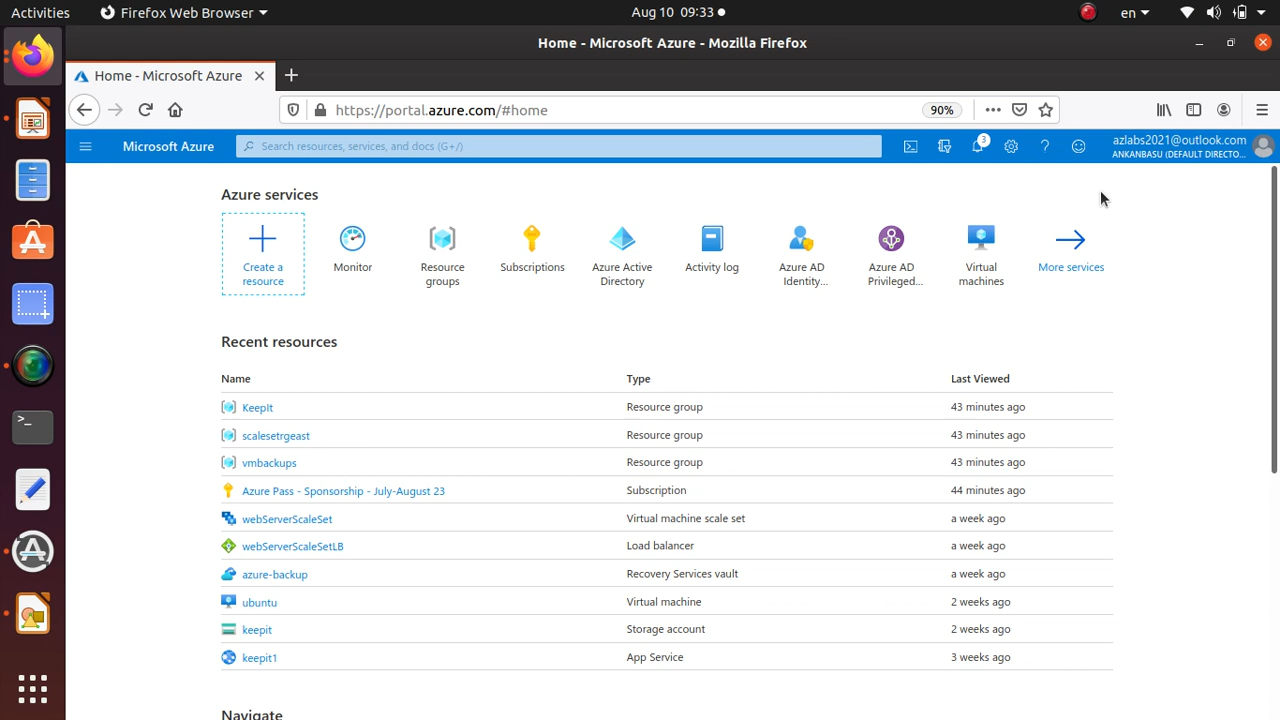 Activities Firefox Web Browser Aug 10 09:33 en
Home - Microsoft Azure - Mozilla Firefox
Home - Microsoft Azure
https://portal.azure.com/#home 90%
Microsoft Azure Search resources, services, and docs (G+/) 3 azlabs2021@outlook.com
ANKANBASU (DEFAULT DIRECTO...
Azure services
Create a resource
Monitor
Resource groups
Subscriptions
Azure Active Directory
Activity log
Azure AD Identity...
Azure AD Privileged...
Virtual machines
More services
Recent resources
Name Type Last Viewed
KeepIt Resource group 43 minutes ago
scalesetrgeast Resource group 43 minutes ago
vmbackups Resource group 43 minutes ago
Azure Pass - Sponsorship - July-August 23 Subscription 44 minutes ago
webServerScaleSet Virtual machine scale set a week ago
webServerScaleSetLB Load balancer a week ago
azure-backup Recovery Services vault a week ago
ubuntu Virtual machine 2 weeks ago
keepit Storage account 2 weeks ago
keepit1 App Service 3 weeks ago
Navigate